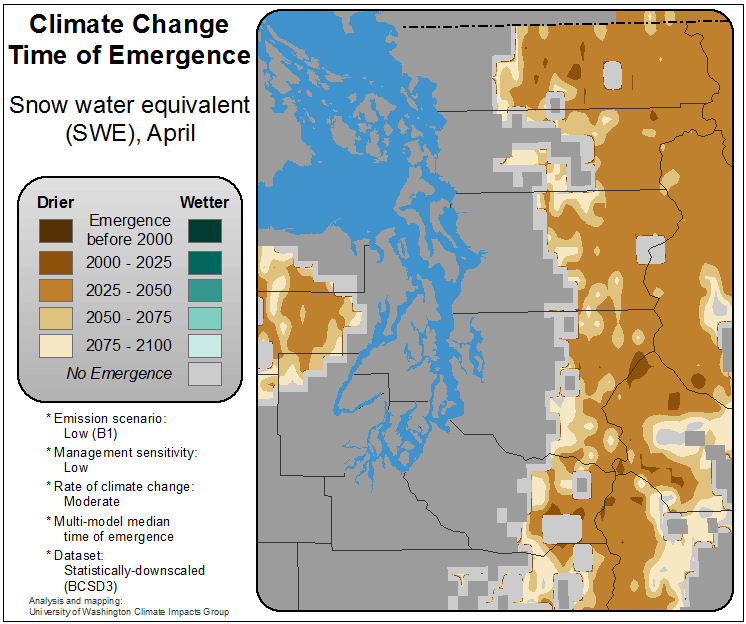 Climate Change
Time of Emergence
Snow water equivalent
(SWE), April
Drier Wetter
Emergence
before 2000
2000 - 2025
2025 - 2050
2050 - 2075
2075 - 2100
No Emergence
* Emission scenario:
Low (B1)
* Management sensitivity:
Low
* Rate of climate change:
Moderate
* Multi-model median
time of emergence
* Dataset:
Statistically-downscaled
(BCSD3)
Analysis and mapping:
University of Washington Climate Impacts Group